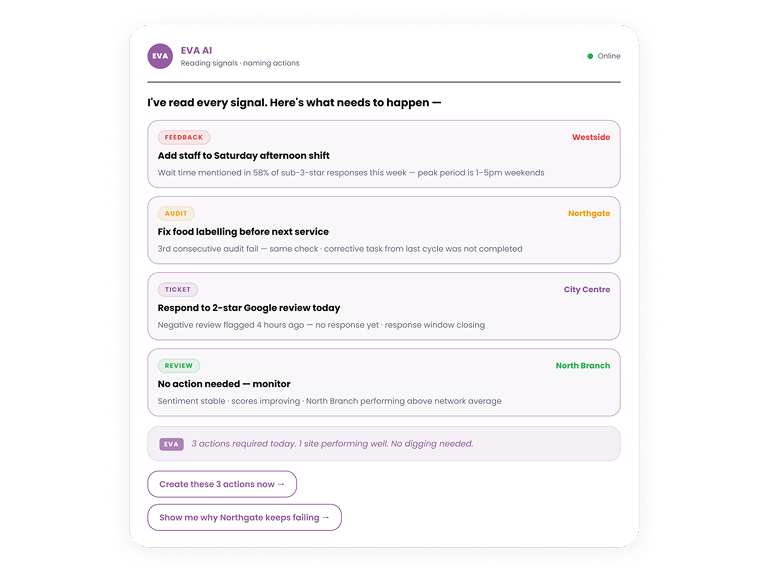 EVA
EVA AI
Reading signals · naming actions
Online
I've read every signal. Here's what needs to happen —
FEEDBACK
Westside
Add staff to Saturday afternoon shift
Wait time mentioned in 58% of sub-3-star responses this week — peak period is 1–5pm weekends
AUDIT
Northgate
Fix food labelling before next service
3rd consecutive audit fail — same check · corrective task from last cycle was not completed
TICKET
City Centre
Respond to 2-star Google review today
Negative review flagged 4 hours ago — no response yet · response window closing
REVIEW
North Branch
No action needed — monitor
Sentiment stable · scores improving · North Branch performing above network average
EVA
3 actions required today. 1 site performing well. No digging needed.
Create these 3 actions now →
Show me why Northgate keeps failing →